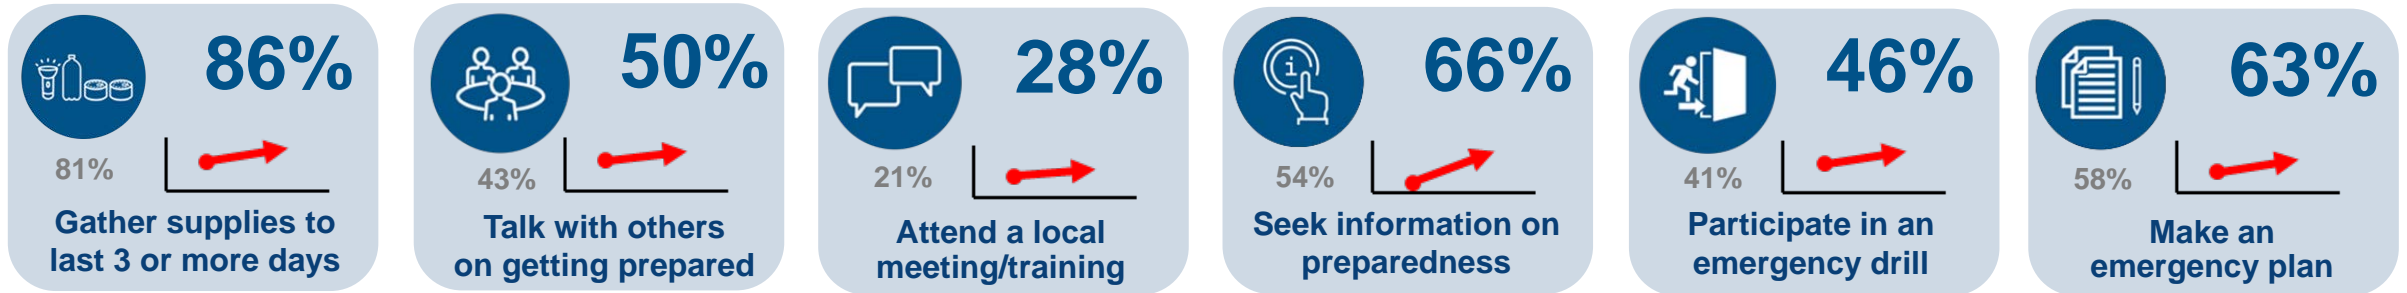 86%
81%
Gather supplies to
last 3 or more days
50%
43%
Talk with others
on getting prepared
28%
21%
Attend a local
meeting/training
i
66%
54%
Seek information on
preparedness
46%
41%
Participate in an
emergency drill
63%
58%
Make an
emergency plan